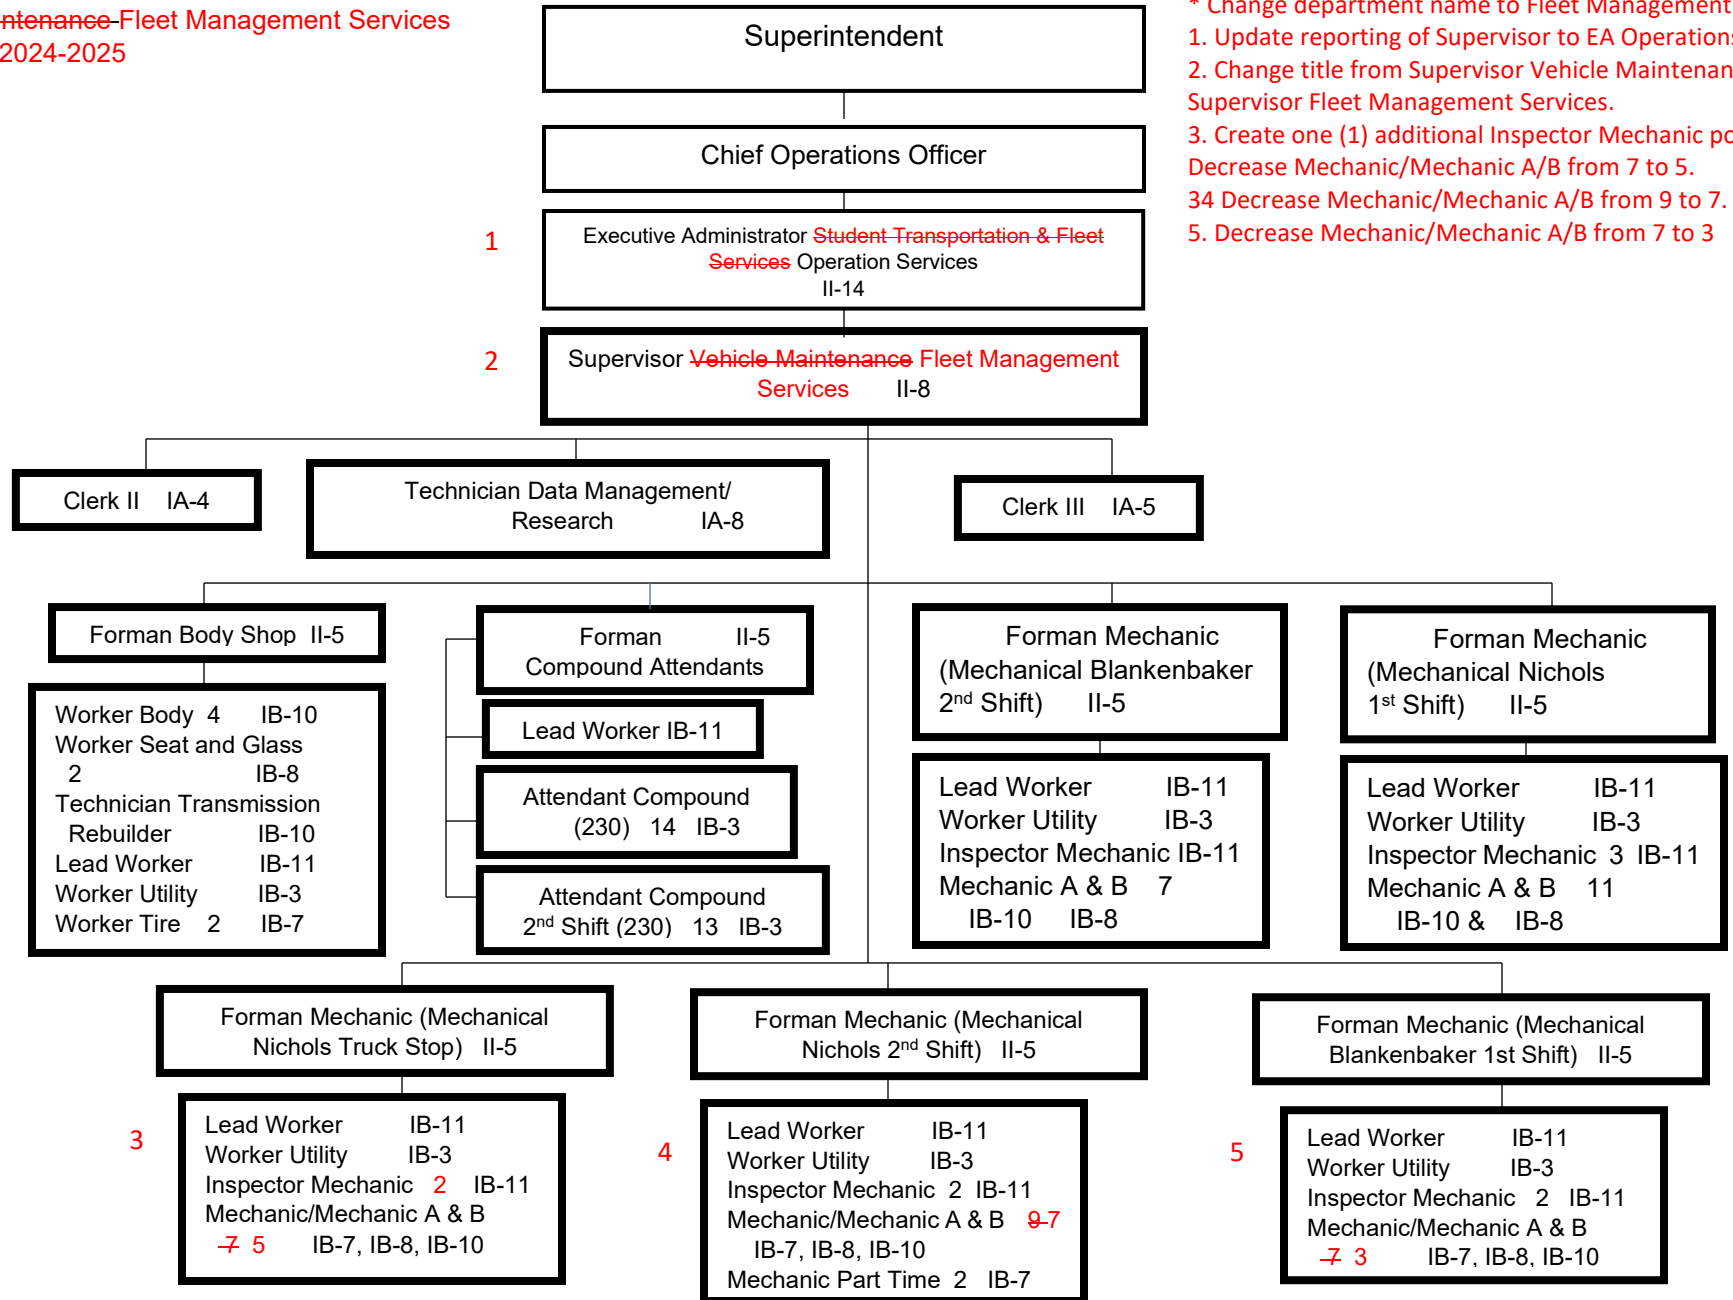 Fleet Management Services
2024-2025
* Change department name to Fleet Management
1. Update reporting of Supervisor to EA Operations
2. Change title from Supervisor Vehicle
Supervisor Fleet Management Services.
3. Create one (1) additional Inspector Mechanic
Decrease Mechanic/Mechanic A/B from 7 to 5.
34 Decrease Mechanic/Mechanic A/B from 9 to 7.
5. Decrease Mechanic/Mechanic A/B from 7 to 3
Superintendent
Chief Operations Officer
1
Executive Administrator Student Transportation & Fleet
Services Operation Services
II-14
2
Supervisor Vehicle Maintenance Fleet Management
Services II-8
Clerk II IA-4
Technician Data Management/
Research IA-8
Clerk III IA-5
Forman Body Shop II-5
Worker Body 4 IB-10
Worker Seat and Glass
2 IB-8
Technician Transmission
Rebuilder IB-10
Lead Worker IB-11
Worker Utility IB-3
Worker Tire 2 IB-7
Forman II-5
Compound Attendants
Lead Worker IB-11
Attendant Compound
(230) 14 IB-3
Attendant Compound
2nd Shift (230) 13 IB-3
Forman Mechanic
(Mechanical Blankenbaker
2nd Shift) II-5
Lead Worker IB-11
Worker Utility IB-3
Inspector Mechanic IB-11
Mechanic A & B 7
IB-10 IB-8
Forman Mechanic
(Mechanical Nichols
1st Shift) II-5
Lead Worker IB-11
Worker Utility IB-3
Inspector Mechanic 3 IB-11
Mechanic A & B 11
IB-10 & IB-8
Forman Mechanic (Mechanical
Nichols Truck Stop) II-5
3
Lead Worker IB-11
Worker Utility IB-3
Inspector Mechanic 2 IB-11
Mechanic/Mechanic A & B
7 5 IB-7, IB-8, IB-10
Forman Mechanic (Mechanical
Nichols 2nd Shift) II-5
4
Lead Worker IB-11
Worker Utility IB-3
Inspector Mechanic 2 IB-11
Mechanic/Mechanic A & B 9 7
IB-7, IB-8, IB-10
Mechanic Part Time 2 IB-7
Forman Mechanic (Mechanical
Blankenbaker 1st Shift) II-5
5
Lead Worker IB-11
Worker Utility IB-3
Inspector Mechanic 2 IB-11
Mechanic/Mechanic A & B
7 3 IB-7, IB-8, IB-10